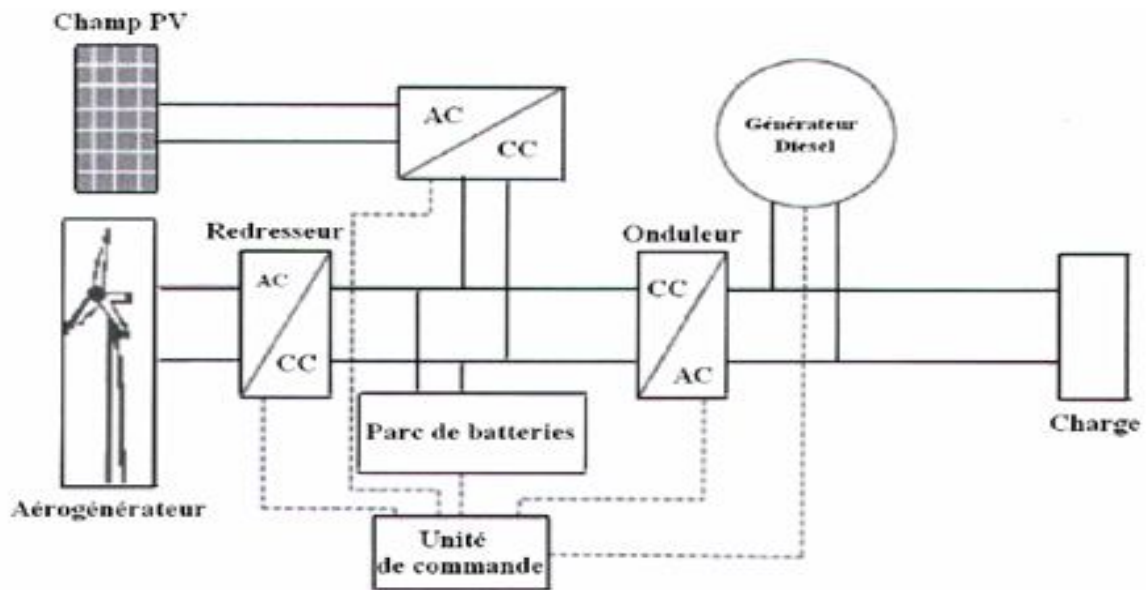 Champ PV
AC
CC
Générateur
Diesel
Redresseur
Onduleur
AC
CC
CC
AC
Parc de batteries
Charge
Aérogénérateur
Unité
de commande